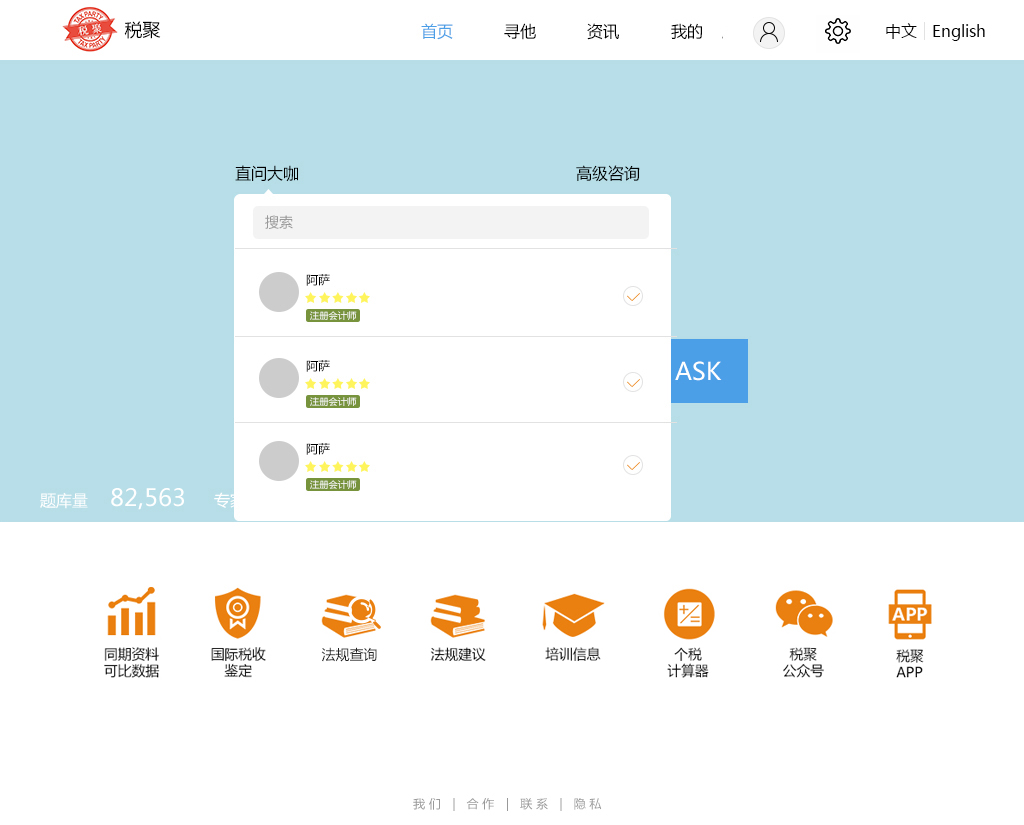 TAX PARTY
税聚
TAX PARTY
税聚
首页
寻他
资讯
我的
中文
English
直问大咖
高级咨询
搜索
阿萨
注册会计师
阿萨
注册会计师
ASK
阿萨
注册会计师
题库量 82,563 专
同期资料
可比数据
国际税收
鉴定
法规查询
法规建议
培训信息
个税
计算器
税聚
公众号
APP
税聚
APP
我们 | 合作 | 联系 | 隐私